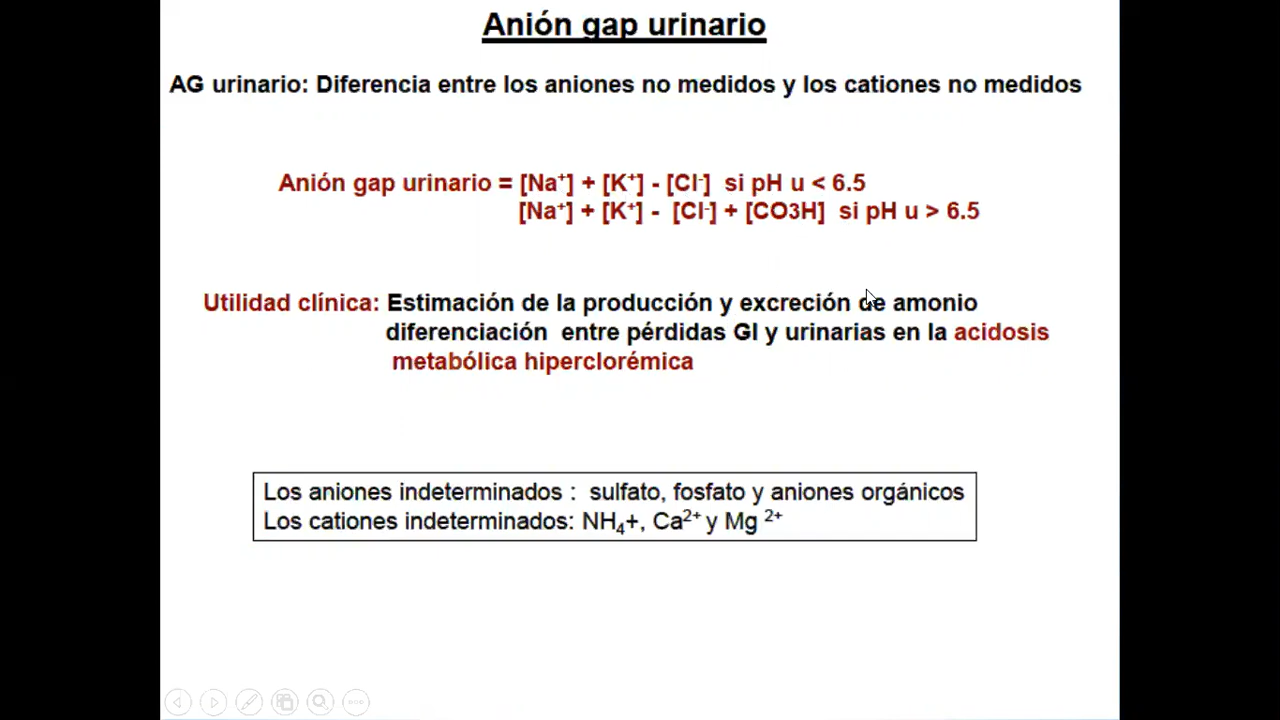 Anión gap urinario
AG urinario: Diferencia entre los aniones no medidos y los cationes no medidos
Anión gap urinario = [Na⁺] + [K⁺] - [Cl⁻] si pH u < 6.5
[Na⁺] + [K⁺] - [Cl⁻] + [CO3H] si pH u > 6.5
Utilidad clínica: Estimación de la producción y excreción de amonio
diferenciación entre pérdidas GI y urinarias en la acidosis
metabólica hiperclorémica
Los aniones indeterminados : sulfato, fosfato y aniones orgánicos
Los cationes indeterminados: NH₄+, Ca²⁺ y Mg ²⁺